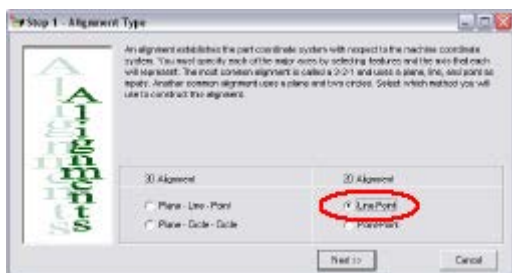 Step 1 - Alignment Type
An alignment establishes the part coordinate system with respect to the machine coordinate
system. You must specify each of the major axes by selecting features and the axis that each
will represent. The most common alignment is called a 3-2-1 and uses a plane, line, and point as
inputs. Another common alignment uses a plane and two circles. Select which method you will
use to construct this alignment.
Alignments
3D Alignment
2D Alignment
Plane - Line - Point
Line-Point
Plane - Circle - Circle
Point-Point
Next >>
Cancel